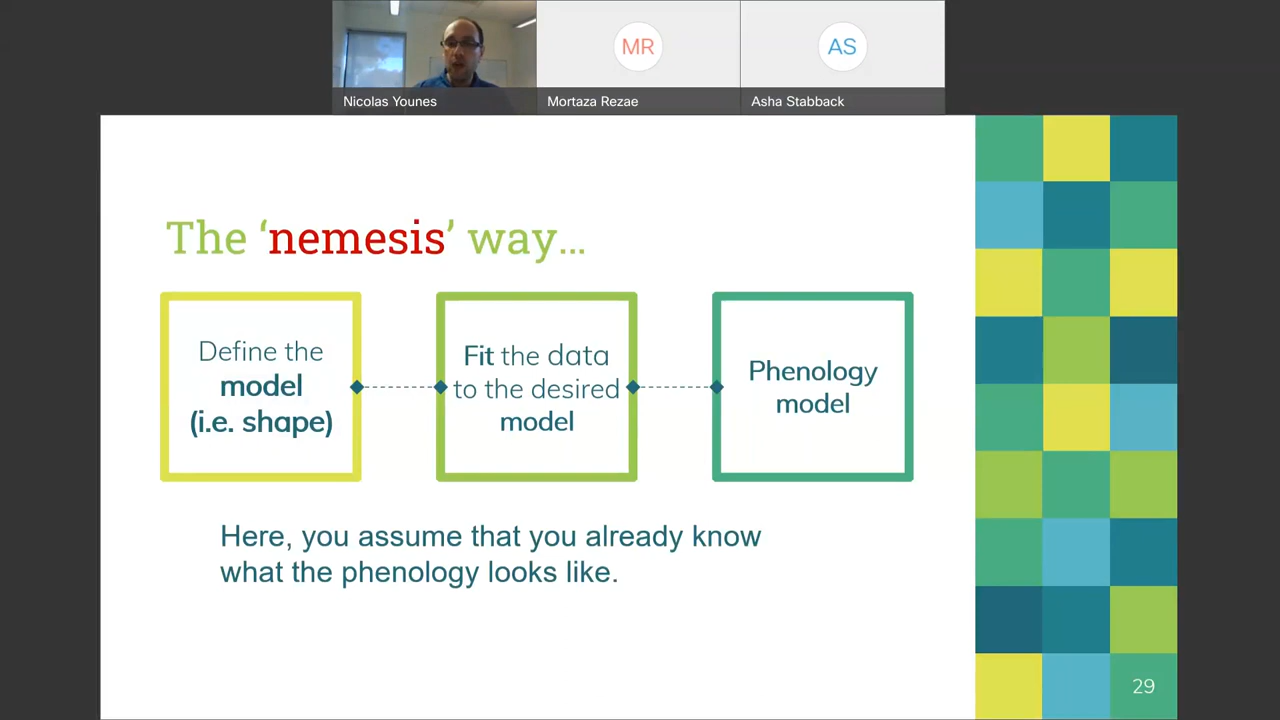 MR
AS
Nicolas Younes
Mortaza Rezae
Asha Stabback
The ‘nemesis’ way…
Define the
model
(i.e. shape)
Fit the data
to the desired
model
Phenology
model
Here, you assume that you already know
what the phenology looks like.
29